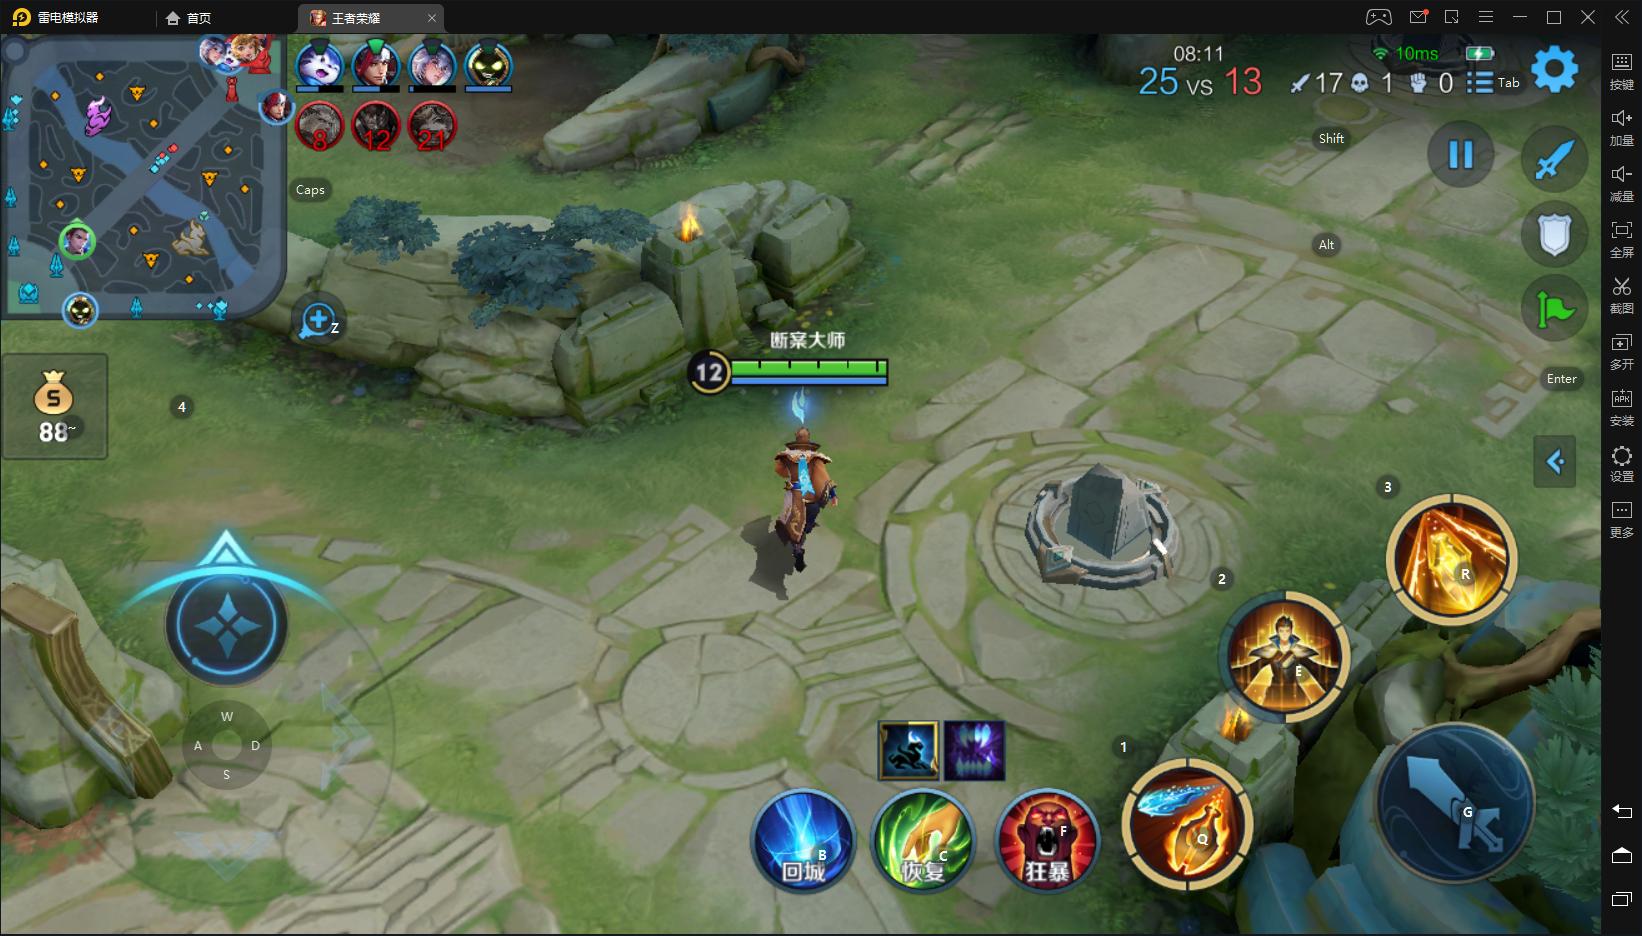 雷电模拟器
首页
王者荣耀
08:11
10ms
25 vs 13
17 1 0 Tab
8 12 21
Caps
Shift
Alt
Z
Enter
断案大师
12
S
88~
4
3
2
1
R
E
Q
G
W
A D
S
B
回城
C
恢复
F
狂暴
按键
加量
减量
全屏
截图
多开
APK
安装
设置
更多